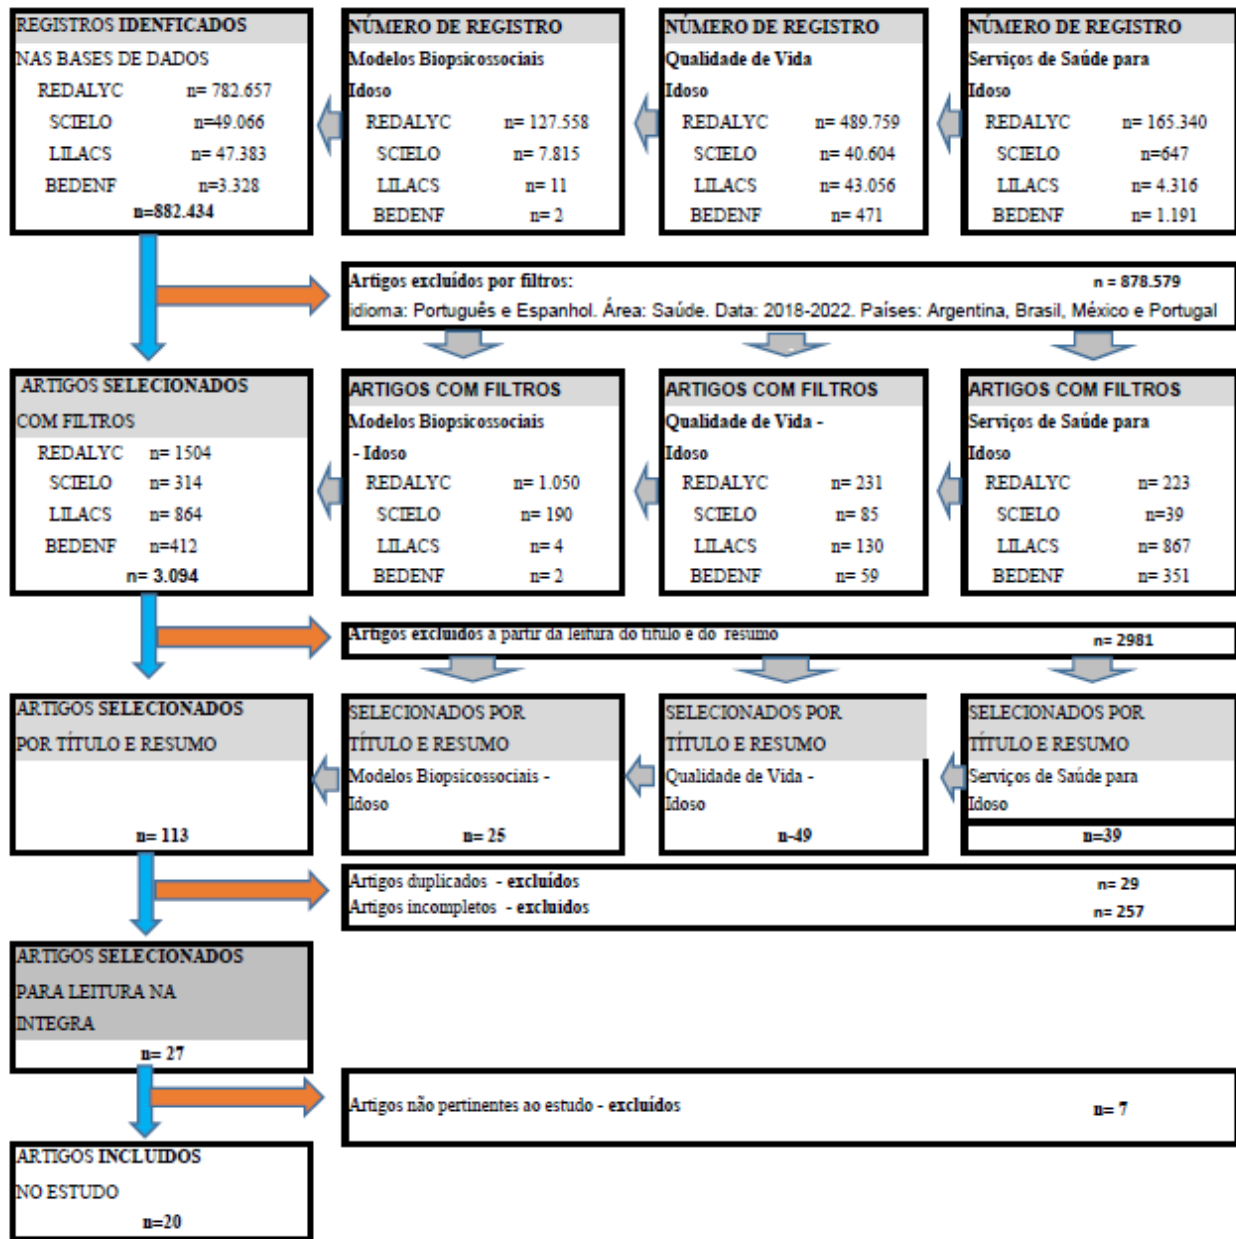 REGISTROS IDENFICADOS
NAS BASES DE DADOS
REDALYC n= 782.657
SCIELO n=49.066
LILACS n= 47.383
BEDENF n=3.328
n=882.434
NÚMERO DE REGISTRO
Modelos Biopsicossociais
Idoso
REDALYC n= 127.558
SCIELO n= 7.815
LILACS n= 11
BEDENF n= 2
NÚMERO DE REGISTRO
Qualidade de Vida
Idoso
REDALYC n= 489.759
SCIELO n= 40.604
LILACS n= 43.056
BEDENF n= 471
NÚMERO DE REGISTRO
Serviços de Saúde para
Idoso
REDALYC n= 165.340
SCIELO n=647
LILACS n= 4.316
BEDENF n= 1.191
Artigos excluídos por filtros: n = 878.579
idioma: Português e Espanhol. Área: Saúde. Data: 2018-2022. Países: Argentina, Brasil, México e Portugal
ARTIGOS SELECIONADOS
COM FILTROS
REDALYC n= 1504
SCIELO n= 314
LILACS n= 864
BEDENF n=412
n= 3.094
ARTIGOS COM FILTROS
Modelos Biopsicossociais
- Idoso
REDALYC n= 1.050
SCIELO n= 190
LILACS n= 4
BEDENF n= 2
ARTIGOS COM FILTROS
Qualidade de Vida -
Idoso
REDALYC n= 231
SCIELO n= 85
LILACS n= 130
BEDENF n= 59
ARTIGOS COM FILTROS
Serviços de Saúde para
Idoso
REDALYC n= 223
SCIELO n=39
LILACS n= 867
BEDENF n= 351
Artigos excluídos a partir da leitura do título e do resumo n= 2981
ARTIGOS SELECIONADOS
POR TÍTULO E RESUMO
n= 113
SELECIONADOS POR
TÍTULO E RESUMO
Modelos Biopsicossociais -
Idoso
n= 25
SELECIONADOS POR
TÍTULO E RESUMO
Qualidade de Vida -
Idoso
n-49
SELECIONADOS POR
TÍTULO E RESUMO
Serviços de Saúde para
Idoso
n=39
Artigos duplicados - excluídos n= 29
Artigos incompletos - excluidos n= 257
ARTIGOS SELECIONADOS
PARA LEITURA NA
INTEGRA
n= 27
Artigos não pertinentes ao estudo - excluídos n= 7
ARTIGOS INCLUIDOS
NO ESTUDO
n=20